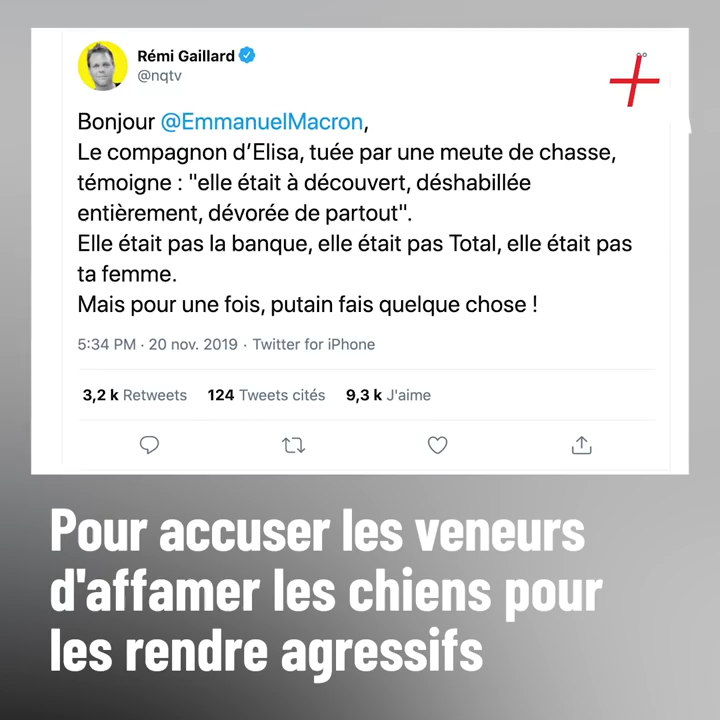 Rémi Gaillard
@nqtv
Bonjour @EmmanuelMacron,
Le compagnon d’Elisa, tuée par une meute de chasse,
témoigne : "elle était à découvert, déshabillée
entièrement, dévorée de partout".
Elle était pas la banque, elle était pas Total, elle était pas
ta femme.
Mais pour une fois, putain fais quelque chose !
5:34 PM · 20 nov. 2019 · Twitter for iPhone
3,2 k Retweets 124 Tweets cités 9,3 k J'aime
Pour accuser les veneurs
d'affamer les chiens pour
les rendre agressifs